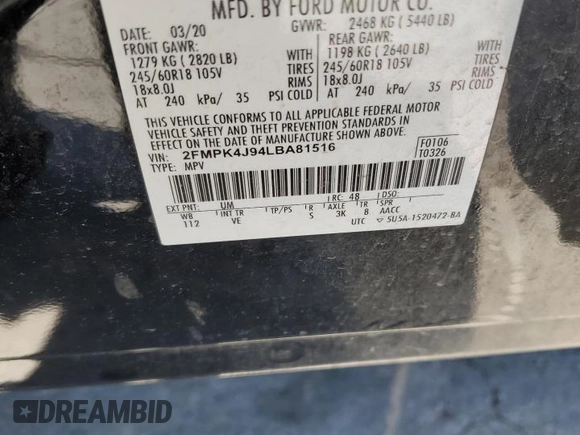 MFD. BY FORD MOTOR CO.
DATE: 03/20 GVWR: 2468 KG ( 5440 LB)
FRONT GAWR: REAR GAWR:
1279 KG ( 2820 LB) WITH 1198 KG ( 2640 LB) WITH
245/60R18 105V TIRES 245/60R18 105V TIRES
18x8.0J RIMS 18x8.0J RIMS
AT 240 kPa/ 35 PSI COLD AT 240 kPa/ 35 PSI COLD
THIS VEHICLE CONFORMS TO ALL APPLICABLE FEDERAL MOTOR
VEHICLE SAFETY AND BUMPER STANDARDS IN
EFFECT ON THE DATE OF MANUFACTURE SHOWN ABOVE.
VIN: 2FMPK4J94LBA81516 F0106
TYPE: MPV T0326
EXT PNT: UM RC: 48 DSO:
WB INT TR TP/PS R AXLE TR SPR
112 VE S 3K 8 AACC
UTC ▽ 5U5A-1520472-BA
DREAMBID